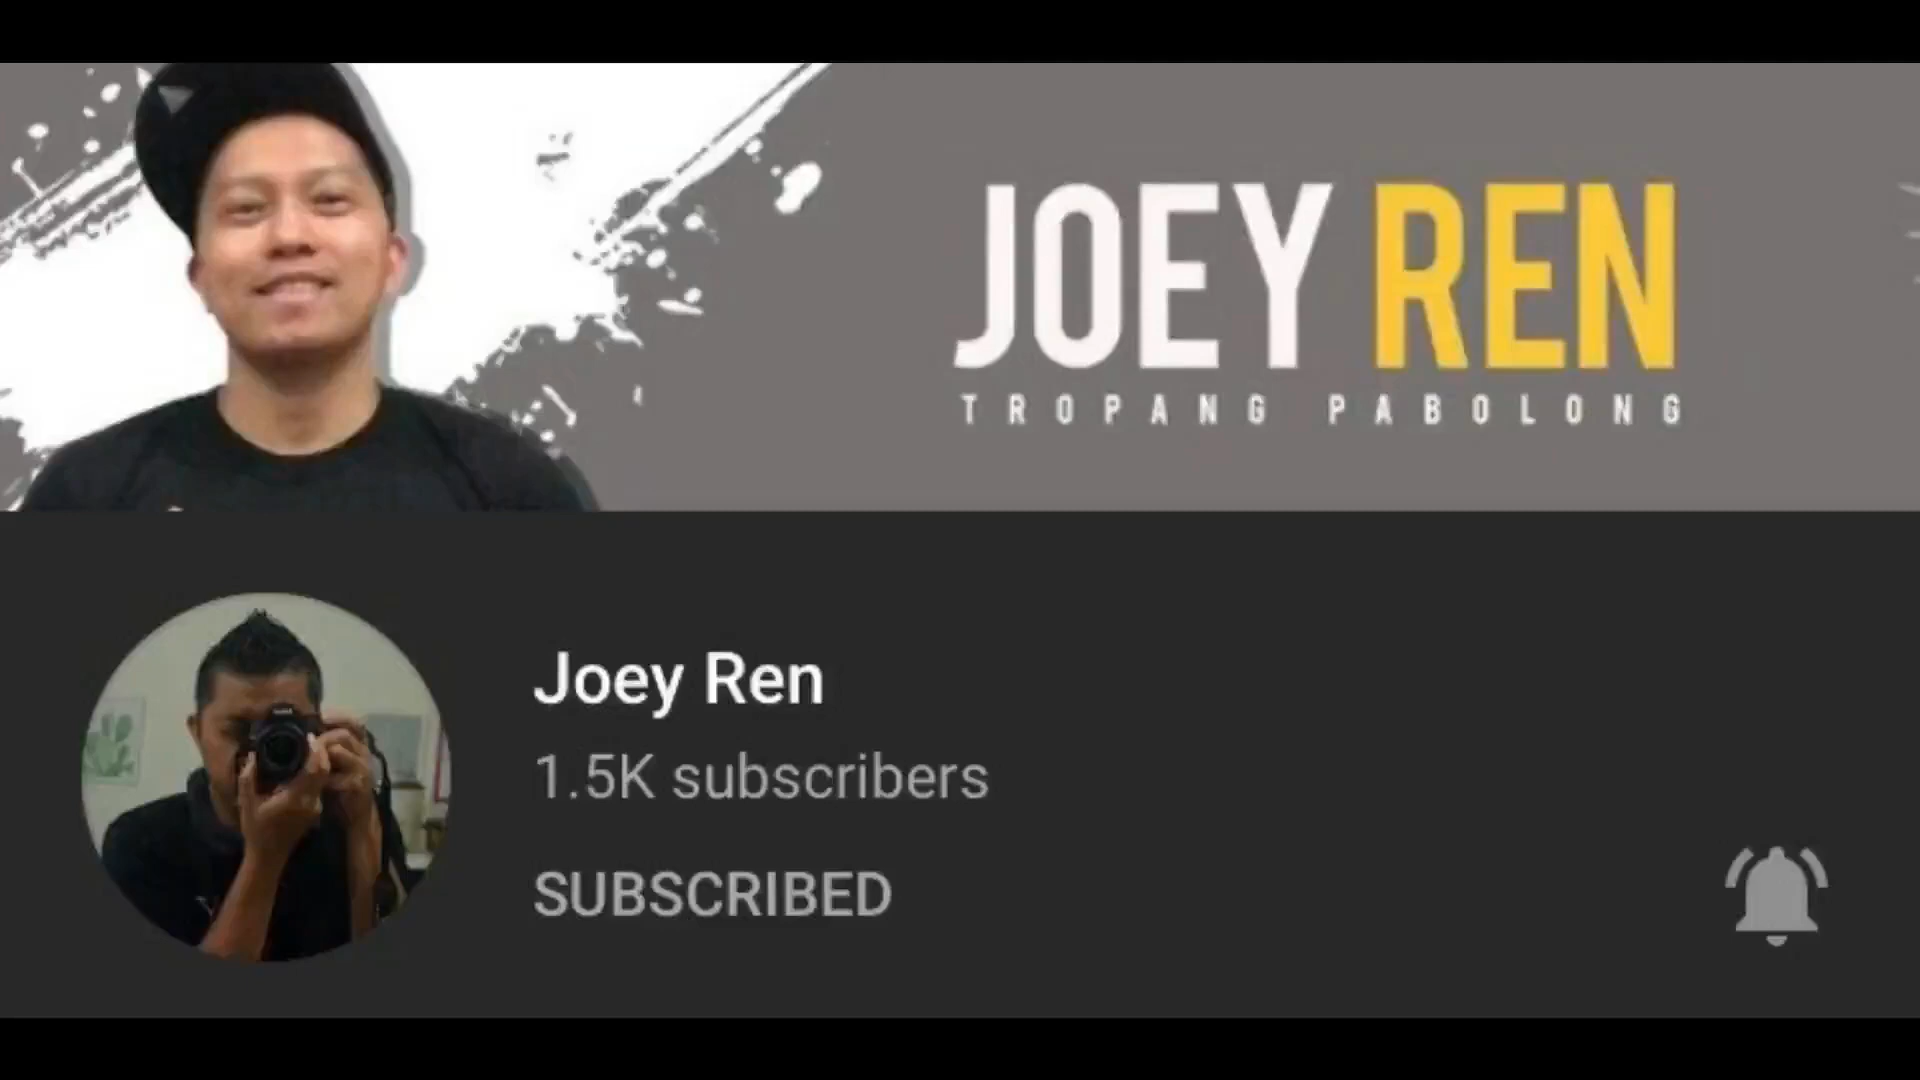 JOEY REN
TROPANG PABOLONG
Joey Ren
1.5K subscribers
SUBSCRIBED